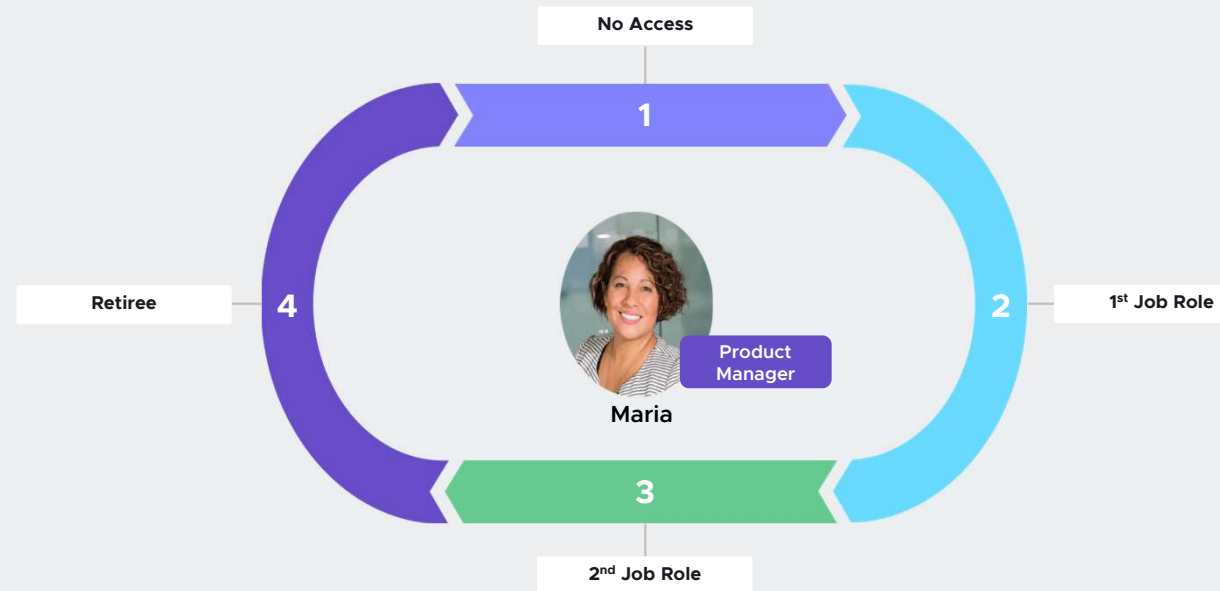 No Access
1
Retiree
4
2
1st Job Role
Product
Manager
Maria
3
2nd Job Role